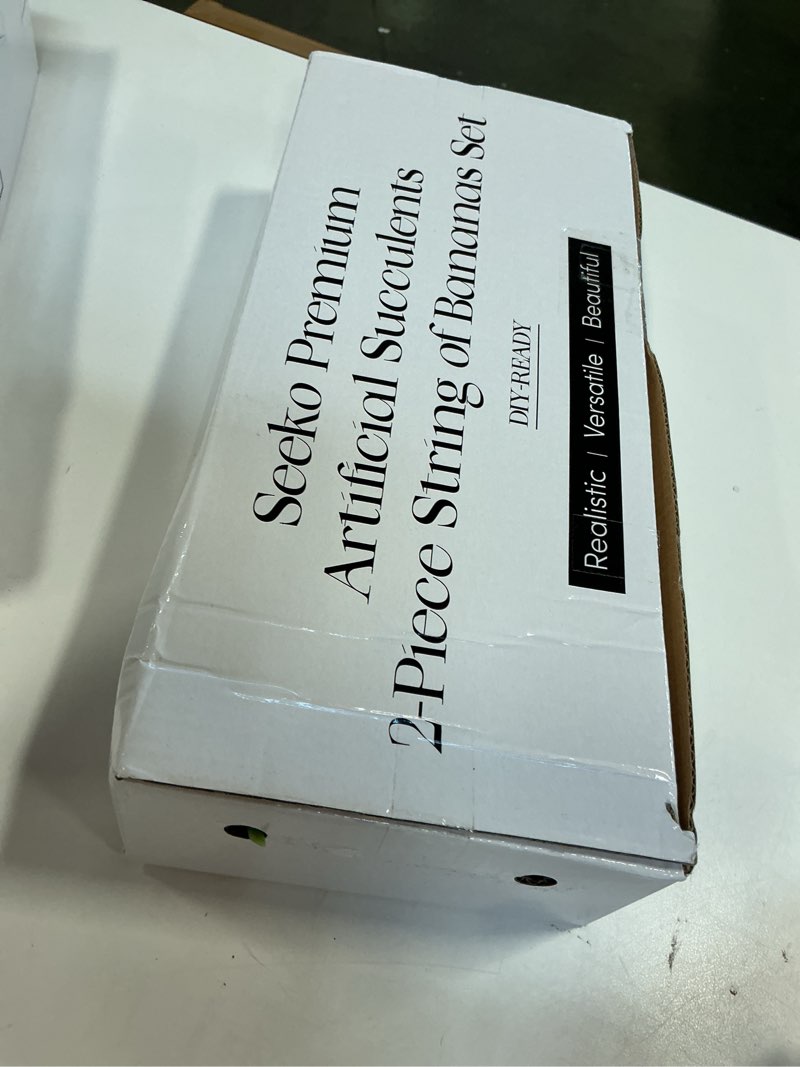 Seeko Premium
Artificial Succulents
2-Piece String of Bananas Set
DIY-READY
Realistic | Versatile | Beautiful